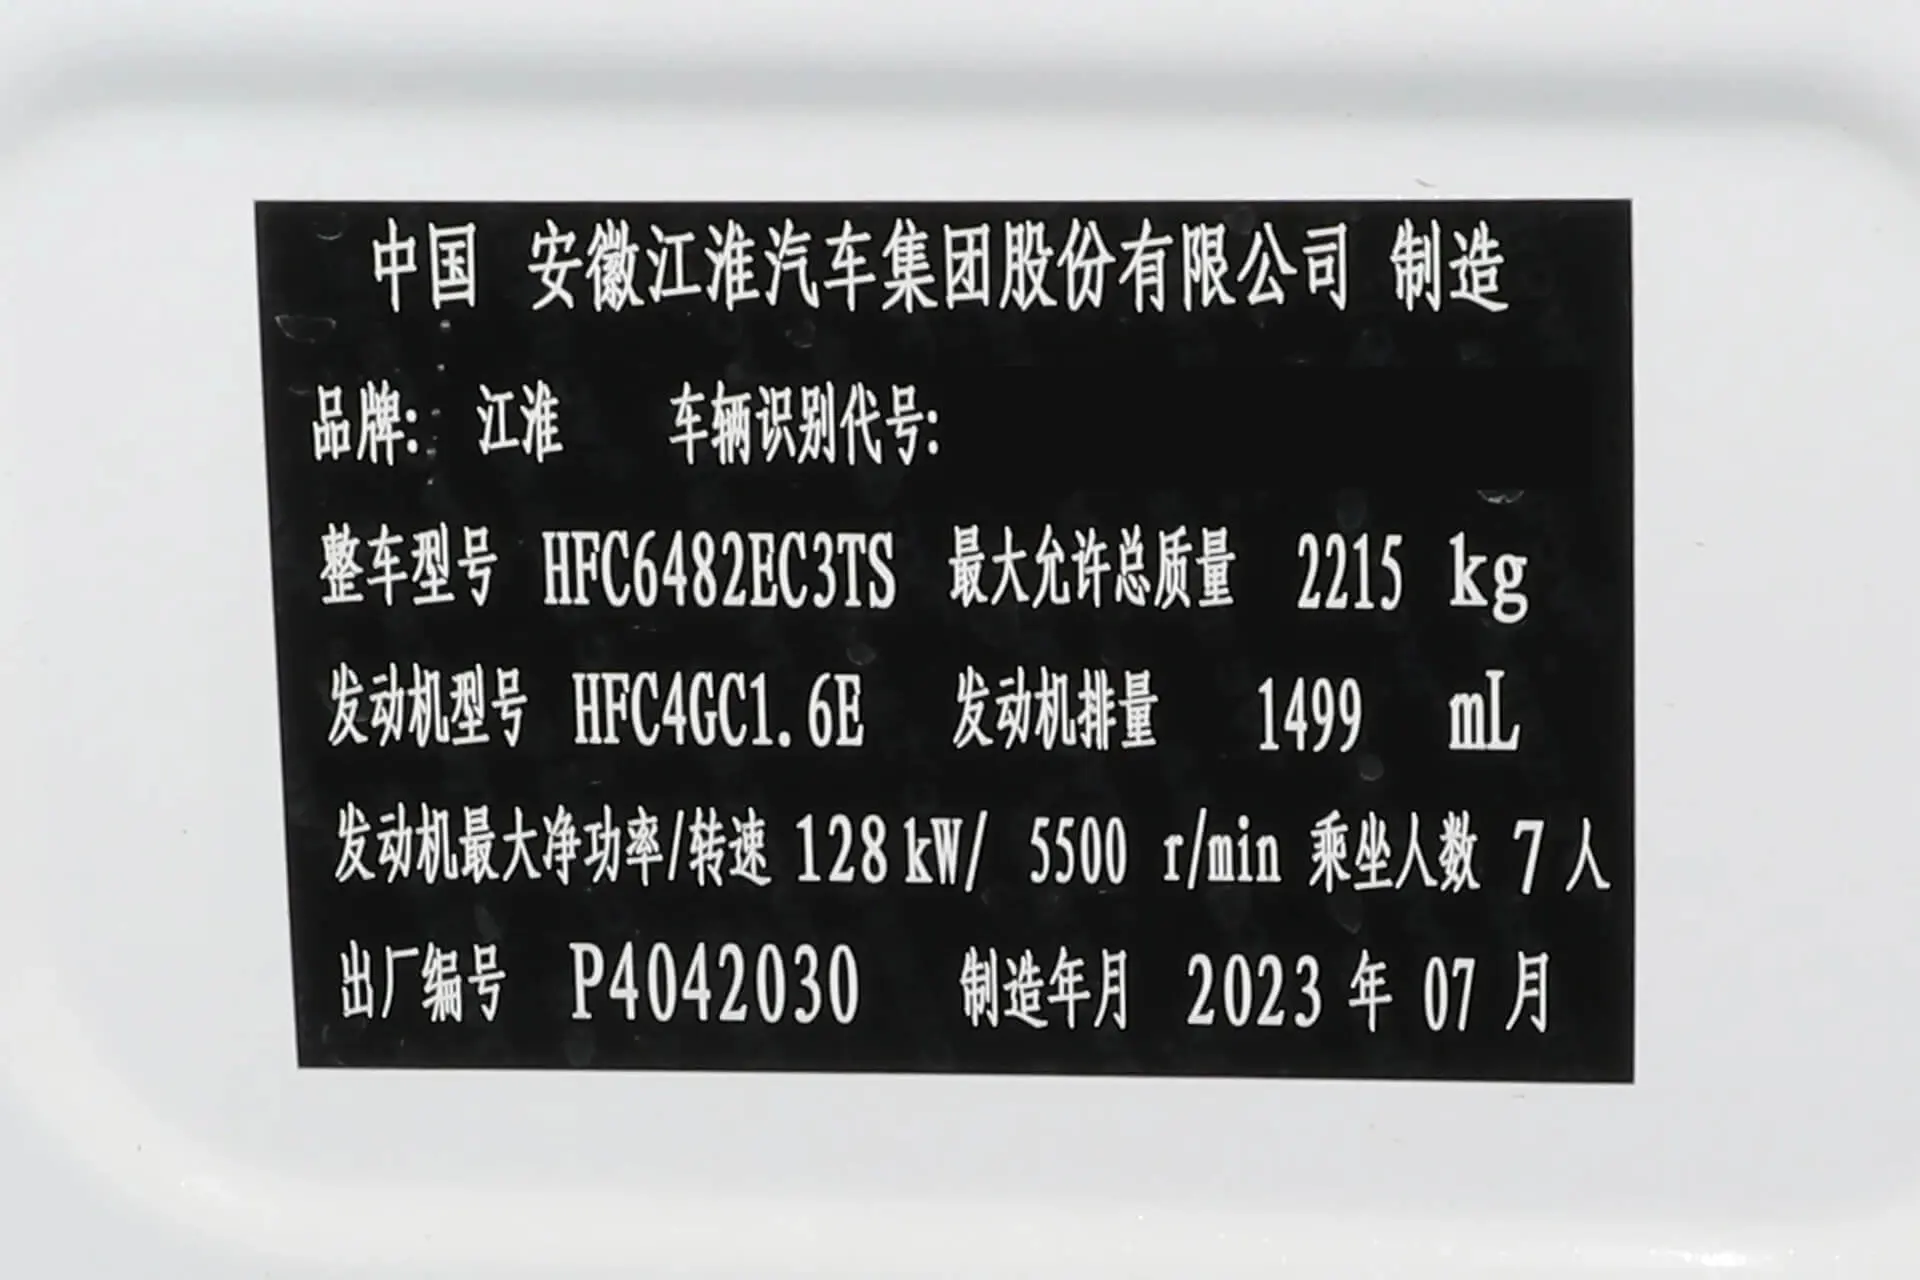 中国 安徽江淮汽车集团股份有限公司 制造
品牌: 江淮 车辆识别代号:
整车型号 HFC6482EC3TS 最大允许总质量 2215 kg
发动机型号 HFC4GC1.6E 发动机排量 1499 mL
发动机最大净功率/转速 128kW/ 5500 r/min 乘坐人数 7 人
出厂编号 P4042030 制造年月 2023 年 07 月